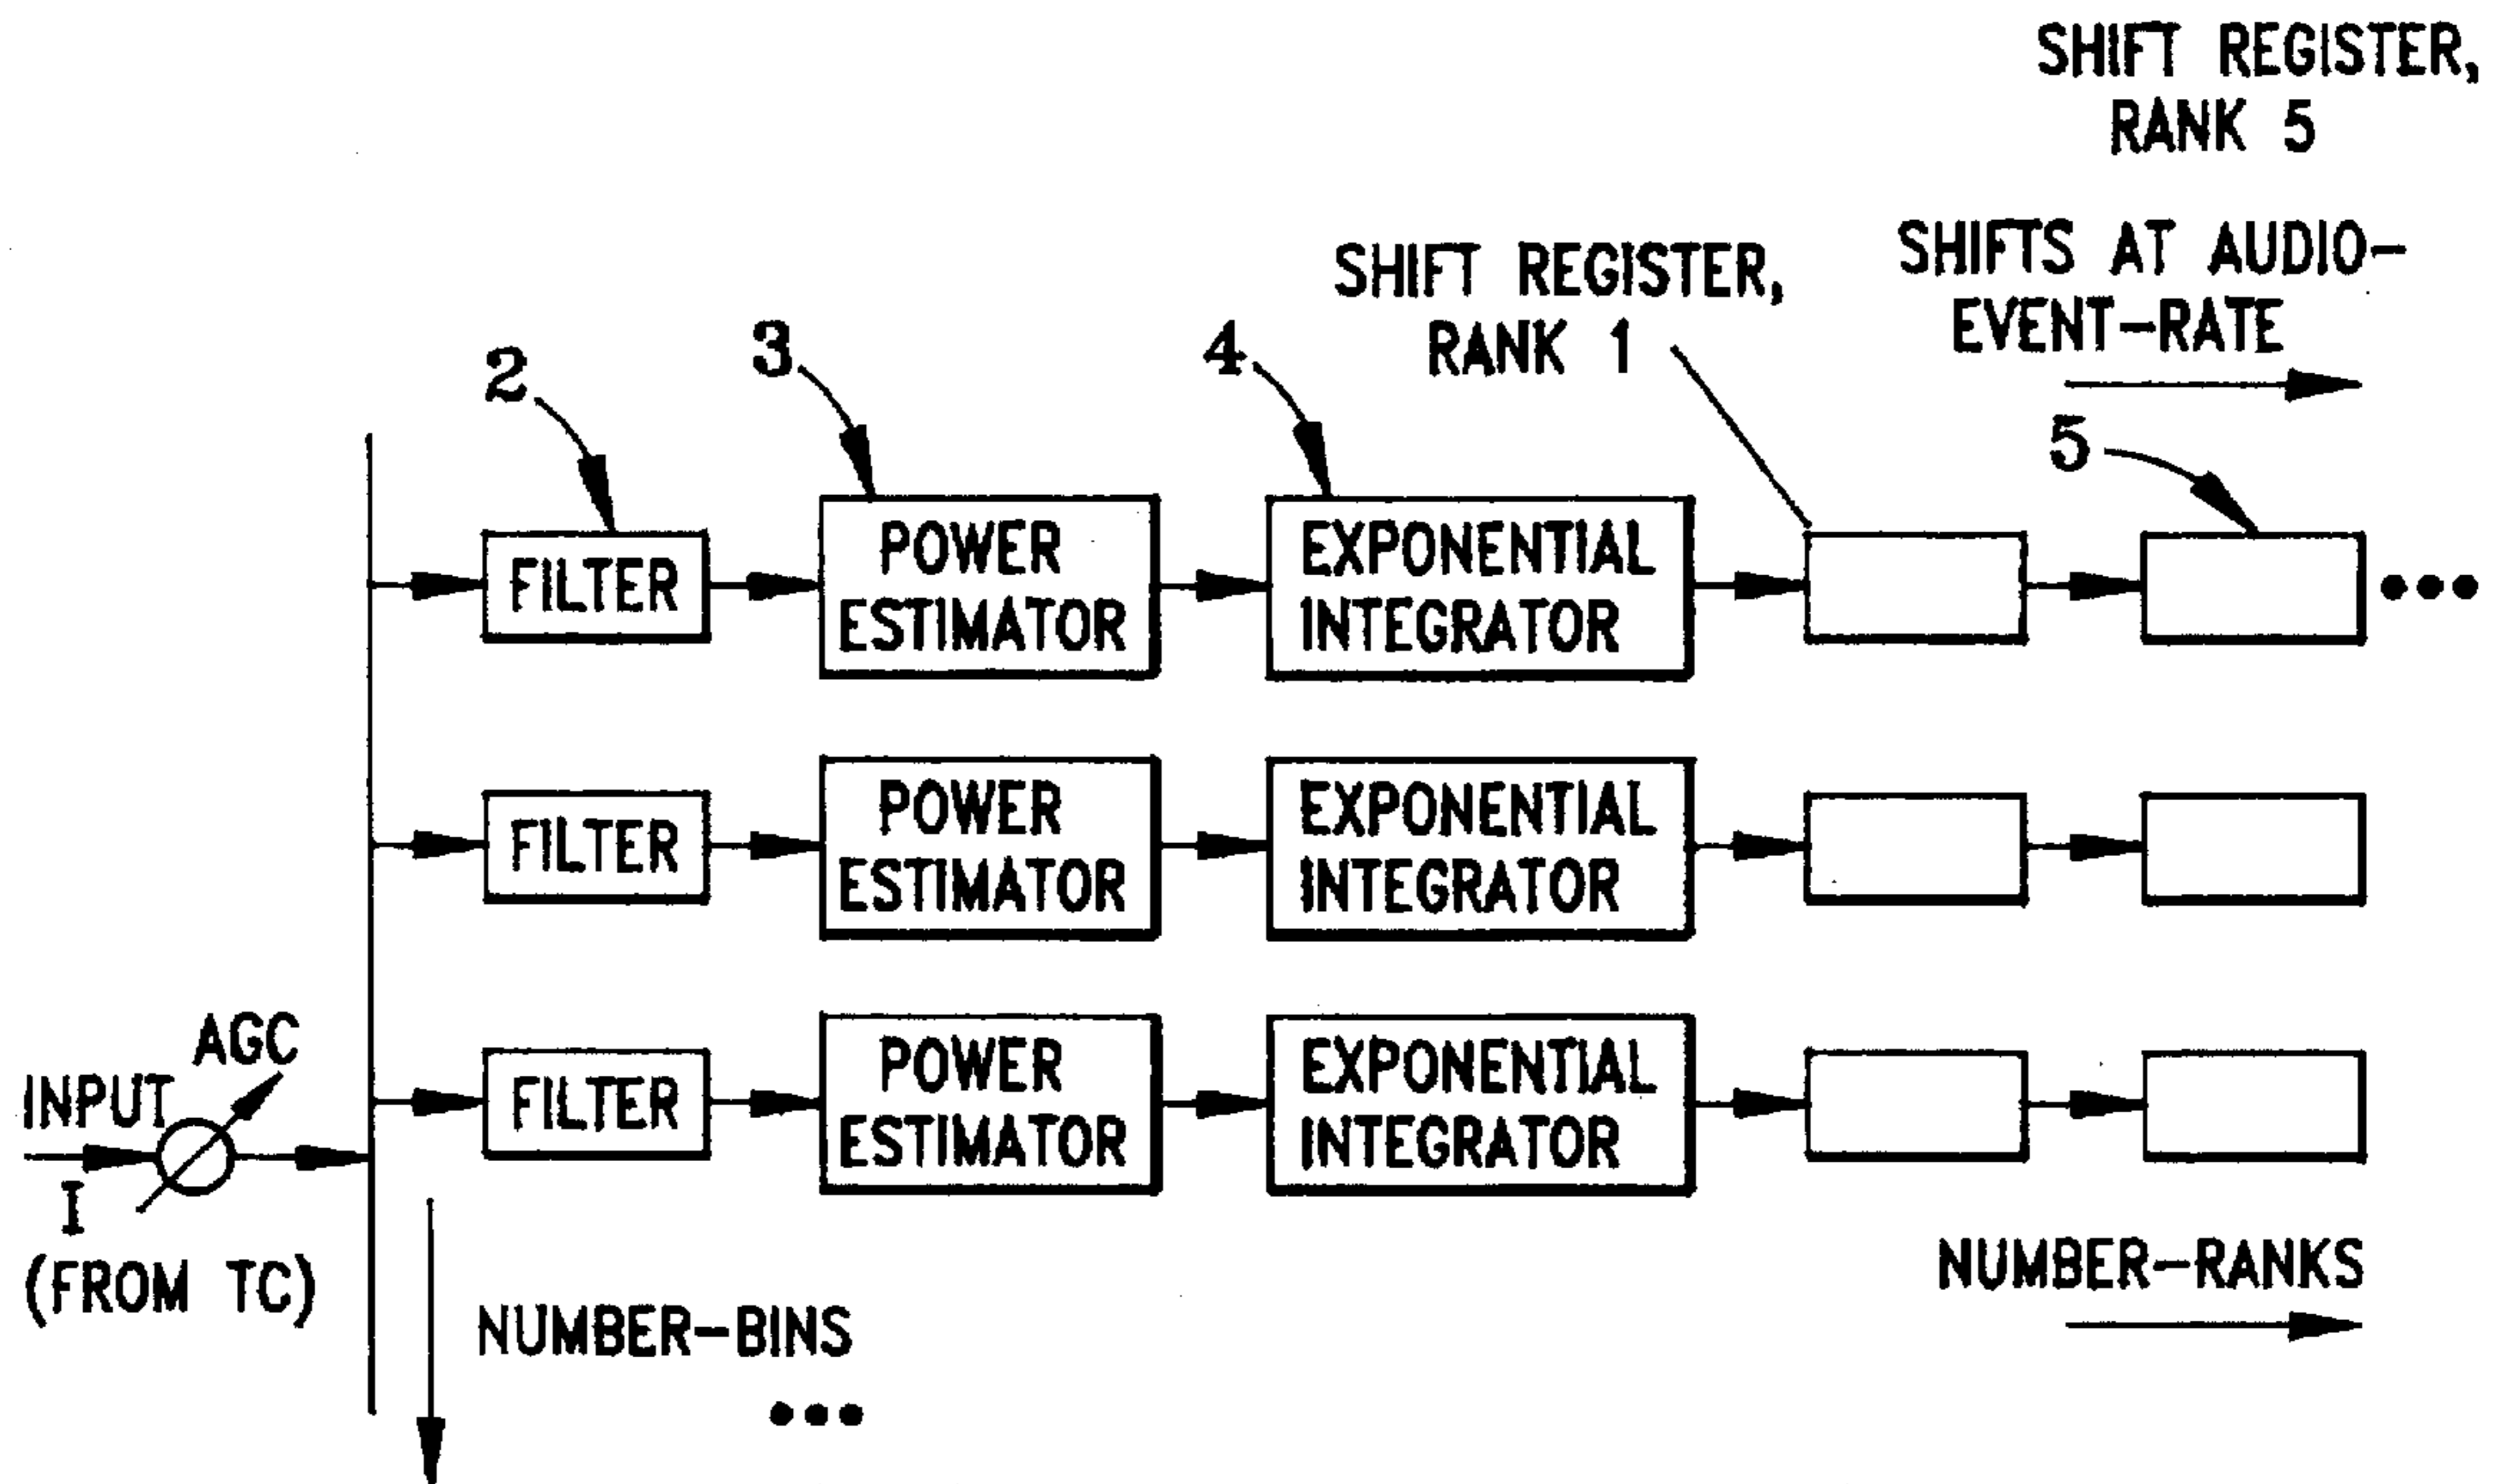 SHIFT REGISTER,
RANK 5
SHIFTS AT AUDIO-
EVENT-RATE
SHIFT REGISTER,
RANK 1
2
3
4
5
FILTER
POWER
ESTIMATOR
EXPONENTIAL
INTEGRATOR
FILTER
POWER
ESTIMATOR
EXPONENTIAL
INTEGRATOR
FILTER
POWER
ESTIMATOR
EXPONENTIAL
INTEGRATOR
AGC
INPUT
I
(FROM TC)
NUMBER-BINS
NUMBER-RANKS